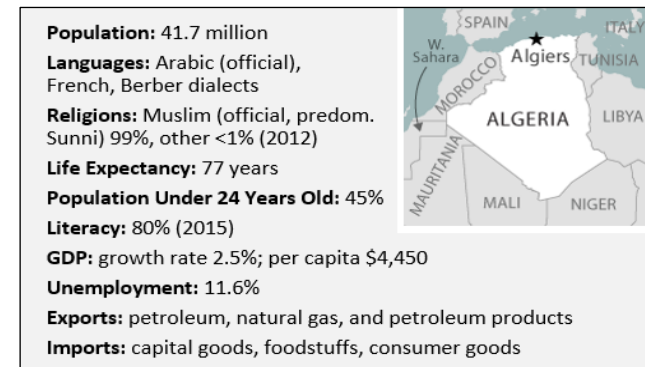 Population: 41.7 million
Languages: Arabic (official),
French, Berber dialects
Religions: Muslim (official, predom.
Sunni) 99%, other <1% (2012)
Life Expectancy: 77 years
Population Under 24 Years Old: 45%
Literacy: 80% (2015)
GDP: growth rate 2.5%; per capita $4,450
Unemployment: 11.6%
Exports: petroleum, natural gas, and petroleum products
Imports: capital goods, foodstuffs, consumer goods
SPAIN
ITALY
W.
Sahara
Algiers
TUNISIA
MOROCCO
ALGERIA
LIBYA
MAURITANIA
MALI
NIGER